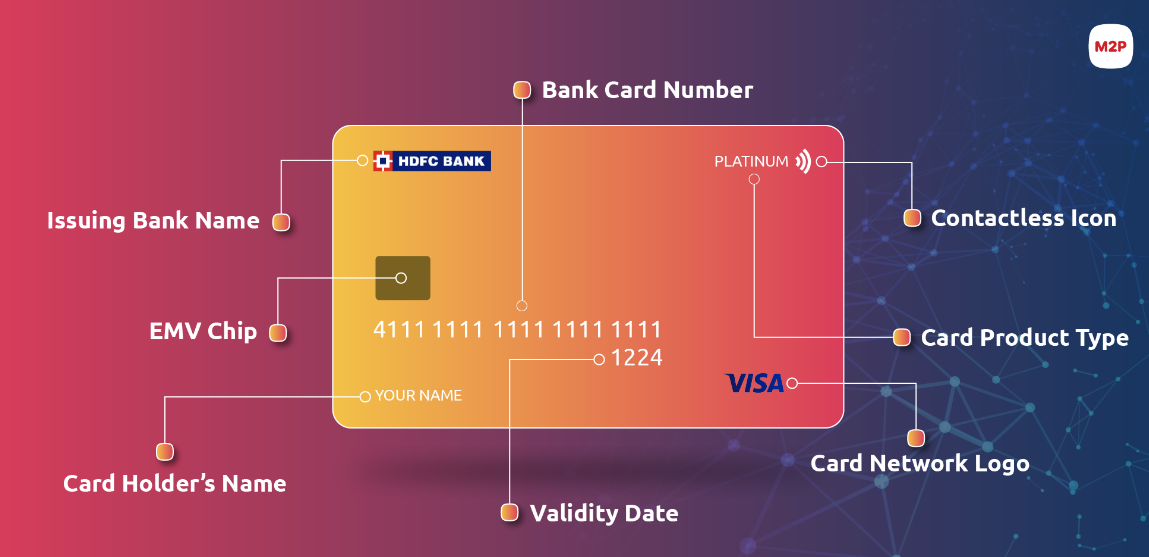 M2P
Bank Card Number
HDFC BANK
PLATINUM
Issuing Bank Name
Contactless Icon
EMV Chip
4111 1111 1111 1111 1111
Card Product Type
1224
VISA
YOUR NAME
Card Network Logo
Card Holder’s Name
Validity Date